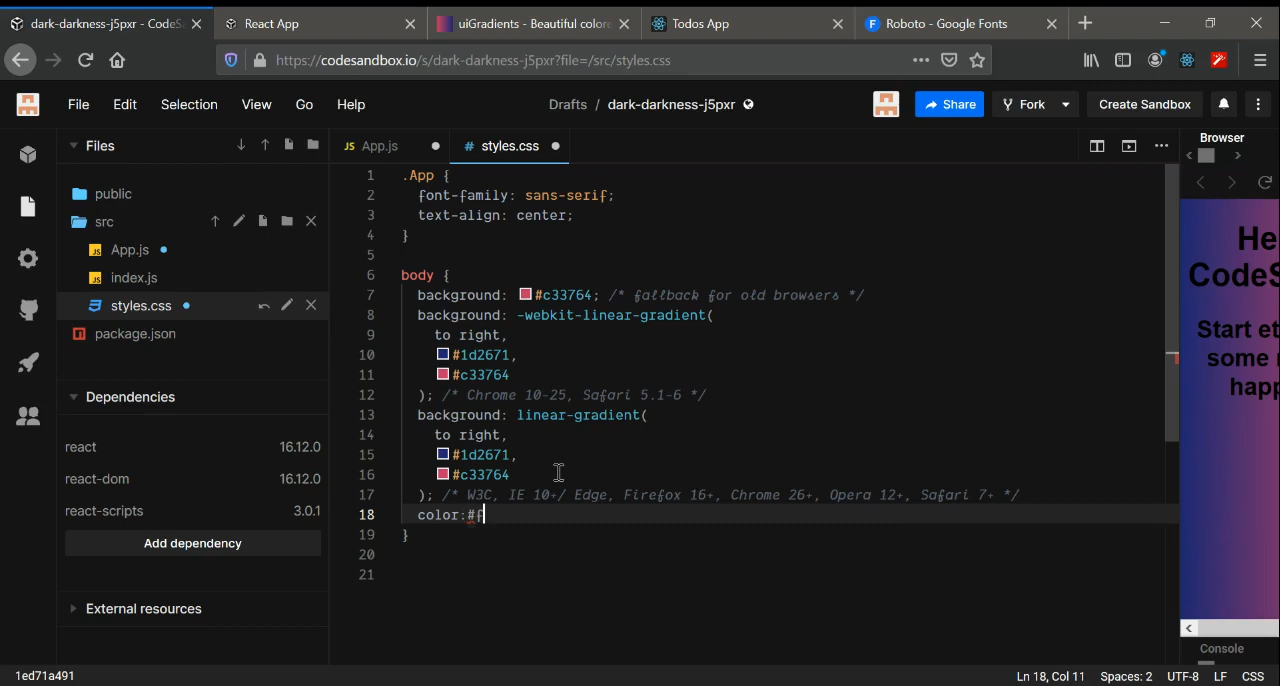 dark-darkness-j5pxr - CodeSa
React App
uiGradients - Beautiful colore
Todos App
Roboto - Google Fonts
https://codesandbox.io/s/dark-darkness-j5pxr?file=/src/styles.css
File Edit Selection View Go Help
Drafts / dark-darkness-j5pxr
Share
Fork
Create Sandbox
Files
JS App.js
# styles.css
Browser
public
src
JS App.js
JS index.js
styles.css
package.json
Dependencies
react 16.12.0
react-dom 16.12.0
react-scripts 3.0.1
Add dependency
External resources
1 .App {
2 font-family: sans-serif;
3 text-align: center;
4 }
5
6 body {
7 background: #c33764; /* fallback for old browsers */
8 background: -webkit-linear-gradient(
9 to right,
10 #1d2671,
11 #c33764
12 ); /* Chrome 10-25, Safari 5.1-6 */
13 background: linear-gradient(
14 to right,
15 #1d2671,
16 #c33764
17 ); /* W3C, IE 10+/ Edge, Firefox 16+, Chrome 26+, Opera 12+, Safari 7+ */
18 color:#f
19 }
20
21
He
CodeS
Start et
some
happ
Console
1ed71a491
Ln 18, Col 11 Spaces: 2 UTF-8 LF CSS